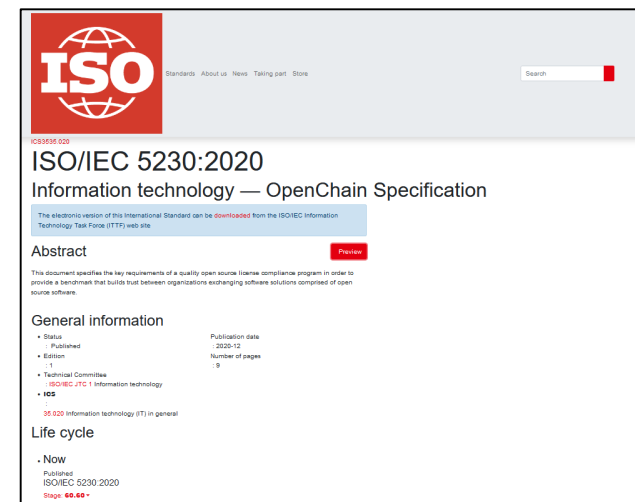 ISO
Standards About us News Taking part Store
Search
ICS3535.020
ISO/IEC 5230:2020
Information technology — OpenChain Specification
The electronic version of this International Standard can be downloaded from the ISO/IEC Information
Technology Task Force (ITTF) web site
Abstract
Preview
This document specifies the key requirements of a quality open source license compliance program in order to
provide a benchmark that builds trust between organizations exchanging software solutions comprised of open
source software.
General information
• Status
: Published
Publication date
: 2020-12
• Edition
: 1
Number of pages
: 9
• Technical Committee
: ISO/IEC JTC 1 Information technology
• ICS
:
35.020 Information technology (IT) in general
Life cycle
• Now
Published
ISO/IEC 5230:2020
Stage: 60.60